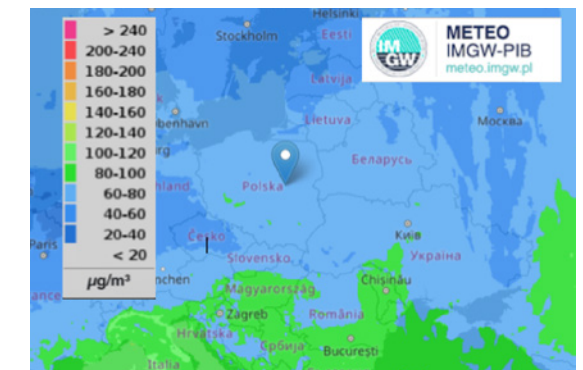 > 240
200-240
180-200
160-180
140-160
120-140
100-120
80-100
60-80
40-60
20-40
< 20
µg/m³
IM
GW
METEO
IMGW-PIB
meteo.imgw.pl
Helsinki
Stockholm
Eesti
Latvija
Lietuva
Москва
benhavn
Беларусь
Polska
Київ
Україна
Paris
Česko
Slovensko
nchen
Magyarország
Chișinău
Zagreb
România
Hrvatska
Србија
București
Italia